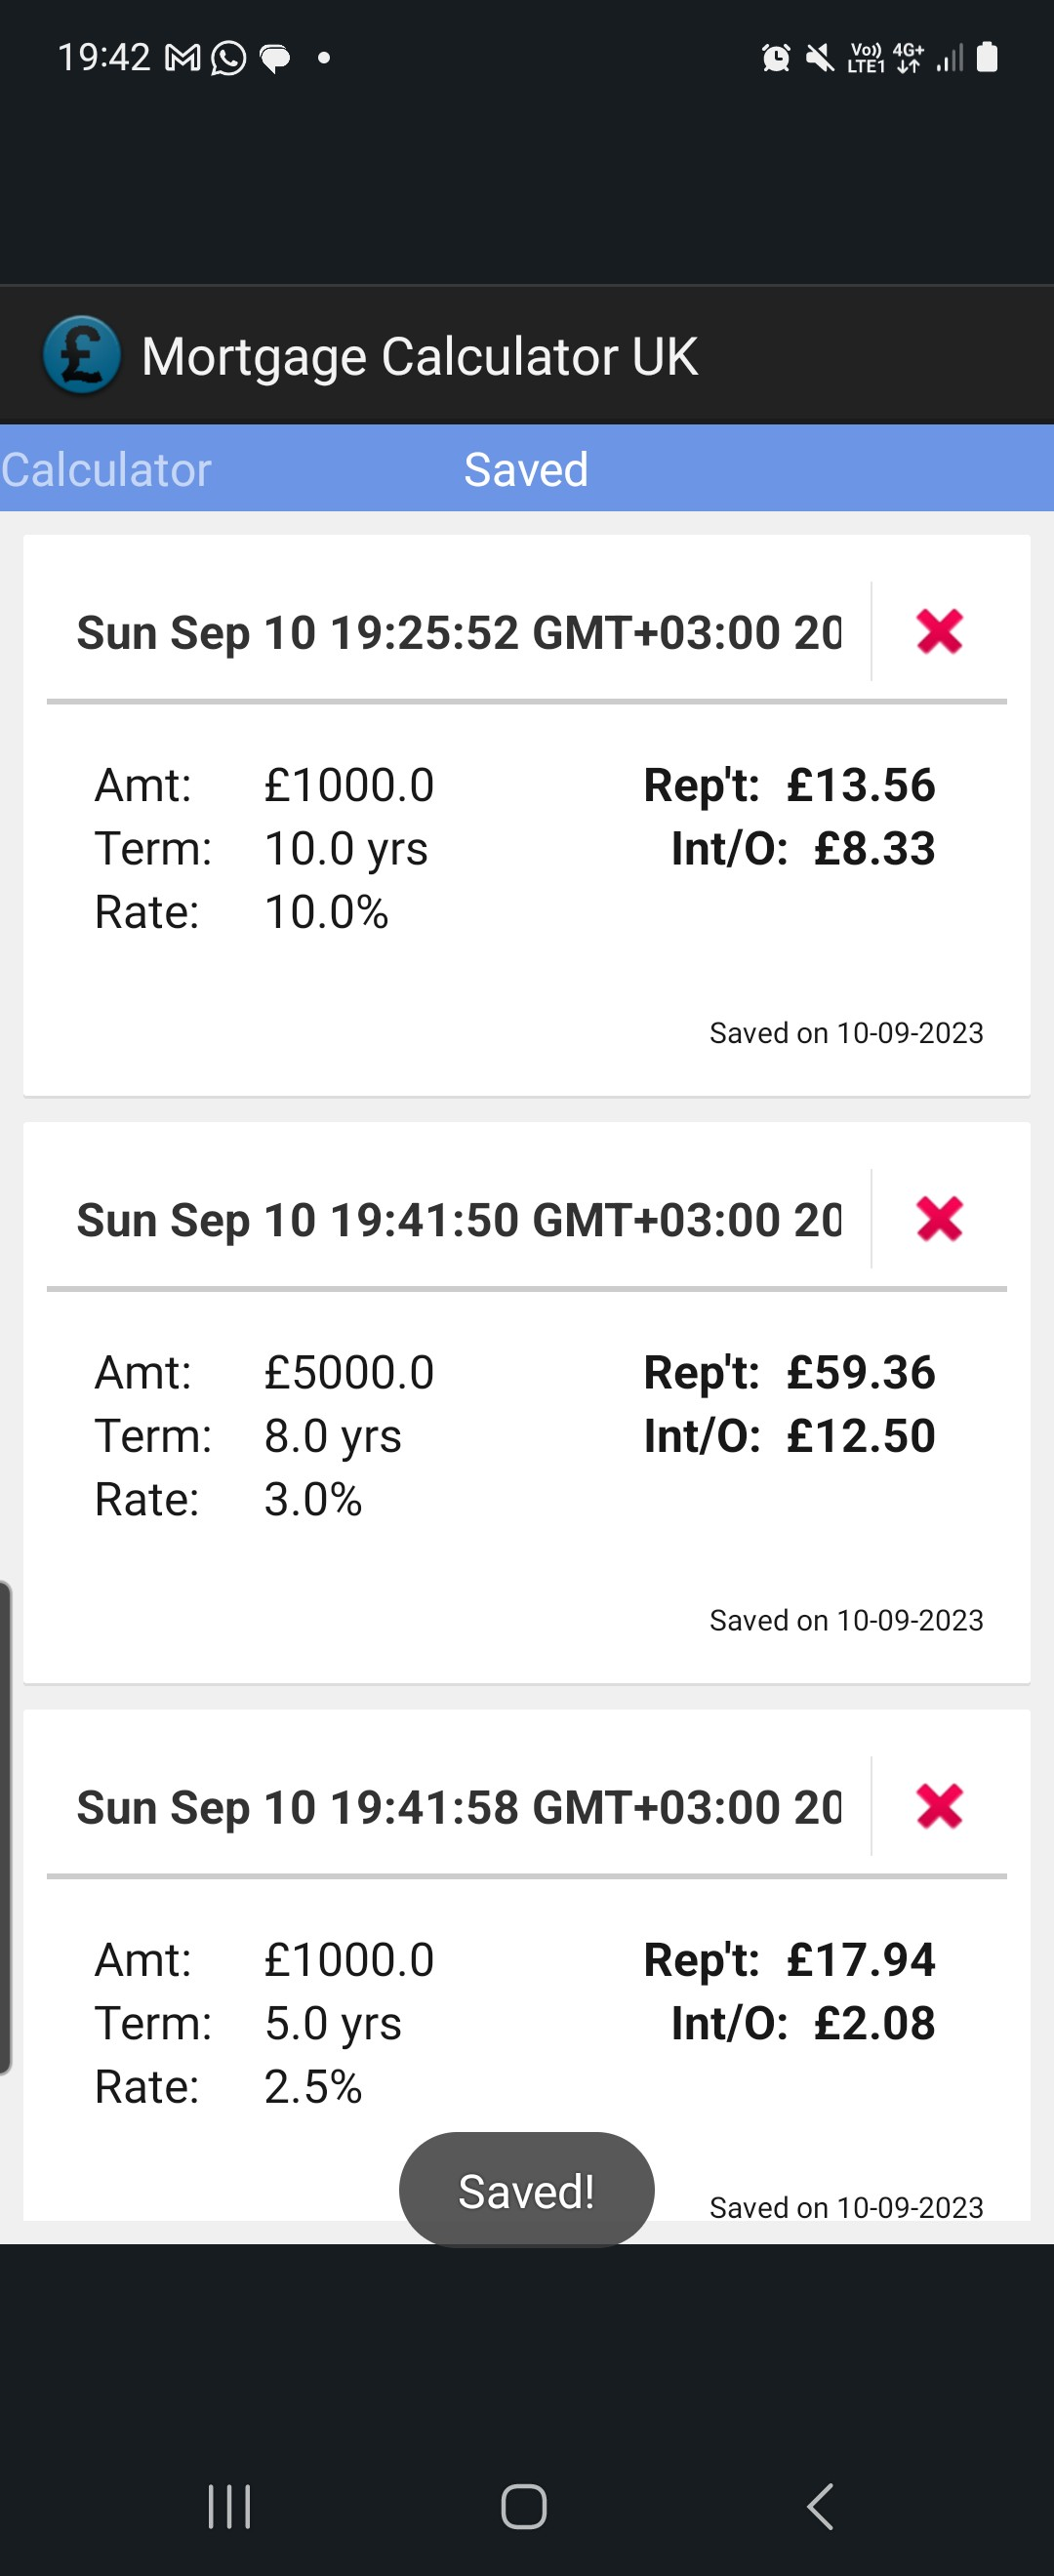 19:42 Vo)) LTE1 4G+
Mortgage Calculator UK
Calculator Saved
Sun Sep 10 19:25:52 GMT+03:00 20
Amt: £1000.0 Rep't: £13.56
Term: 10.0 yrs Int/O: £8.33
Rate: 10.0%
Saved on 10-09-2023
Sun Sep 10 19:41:50 GMT+03:00 20
Amt: £5000.0 Rep't: £59.36
Term: 8.0 yrs Int/O: £12.50
Rate: 3.0%
Saved on 10-09-2023
Sun Sep 10 19:41:58 GMT+03:00 20
Amt: £1000.0 Rep't: £17.94
Term: 5.0 yrs Int/O: £2.08
Rate: 2.5%
Saved!
Saved on 10-09-2023